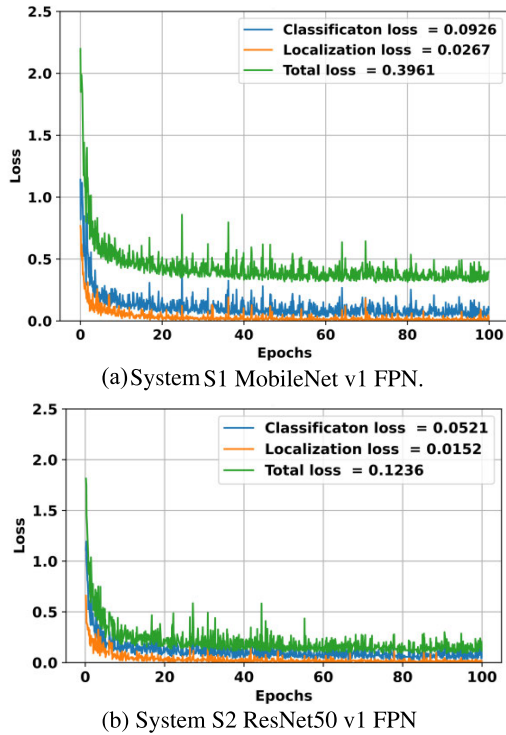 2.5
2.0
1.5
1.0
0.5
0.0
Loss
Classificaton loss = 0.0926
Localization loss = 0.0267
Total loss = 0.3961
0 20 40 60 80 100
Epochs
(a) System S1 MobileNet v1 FPN.
2.5
2.0
1.5
1.0
0.5
0.0
Loss
Classificaton loss = 0.0521
Localization loss = 0.0152
Total loss = 0.1236
0 20 40 60 80 100
Epochs
(b) System S2 ResNet50 v1 FPN